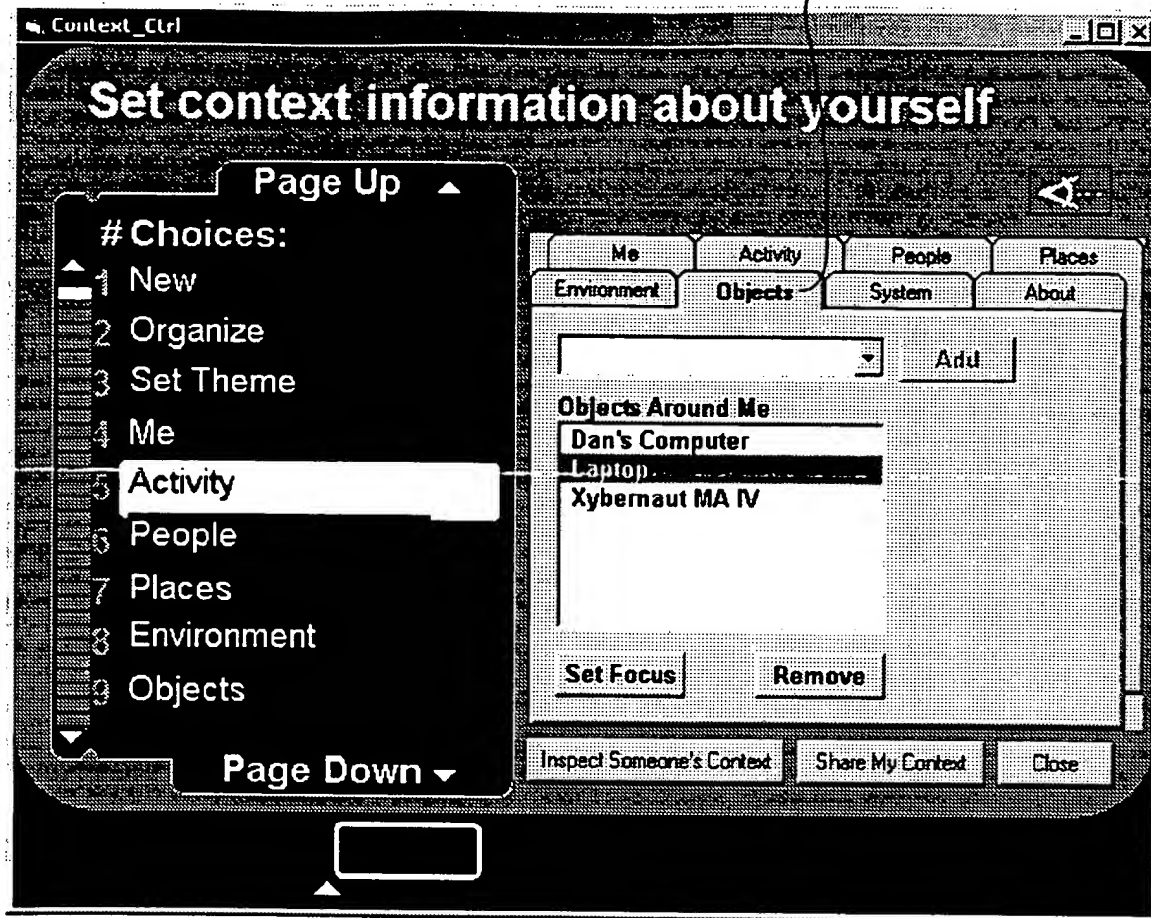 Context_Ctrl
Set context information about yourself
Page Up
# Choices:
1 New
2 Organize
3 Set Theme
4 Me
5 Activity
6 People
7 Places
8 Environment
9 Objects
Page Down
Me Activity People Places
Environment Objects System About
Add
Objects Around Me
Dan's Computer
Laptop
Xybernaut MA IV
Set Focus Remove
Inspect Someone's Context Share My Context Close